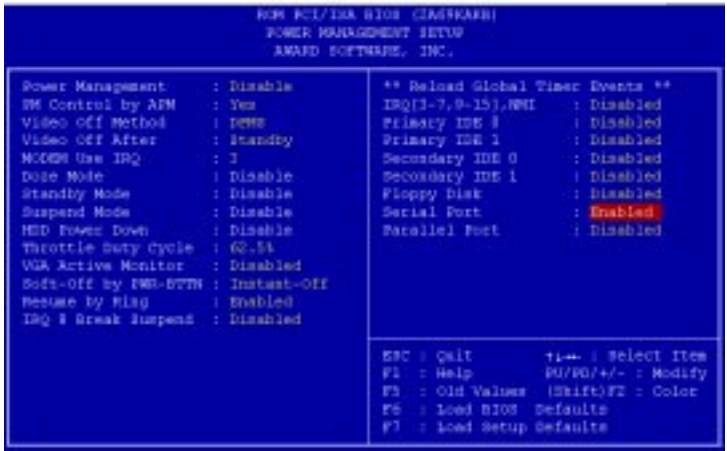 ROM PCI/ISA BIOS (2A69KAKB)
POWER MANAGEMENT SETUP
AWARD SOFTWARE, INC.
Power Management : Disable
PM Control by APM : Yes
Video Off Method : DPMS
Video Off After : Standby
MODEM Use IRQ : 3
Doze Mode : Disable
Standby Mode : Disable
Suspend Mode : Disable
HDD Power Down : Disable
Throttle Duty Cycle : 62.5%
VGA Active Monitor : Disabled
Soft-Off by PWR-BTTN : Instant-Off
Resume by Ring : Enabled
IRQ 8 Break Suspend : Disabled
** Reload Global Timer Events **
IRQ[3-7,9-15],NMI : Disabled
Primary IDE 0 : Disabled
Primary IDE 1 : Disabled
Secondary IDE 0 : Disabled
Secondary IDE 1 : Disabled
Floppy Disk : Disabled
Serial Port : Enabled
Parallel Port : Disabled
ESC : Quit ↑↓→← : Select Item
F1 : Help PU/PD/+/- : Modify
F5 : Old Values (Shift)F2 : Color
F6 : Load BIOS Defaults
F7 : Load Setup Defaults